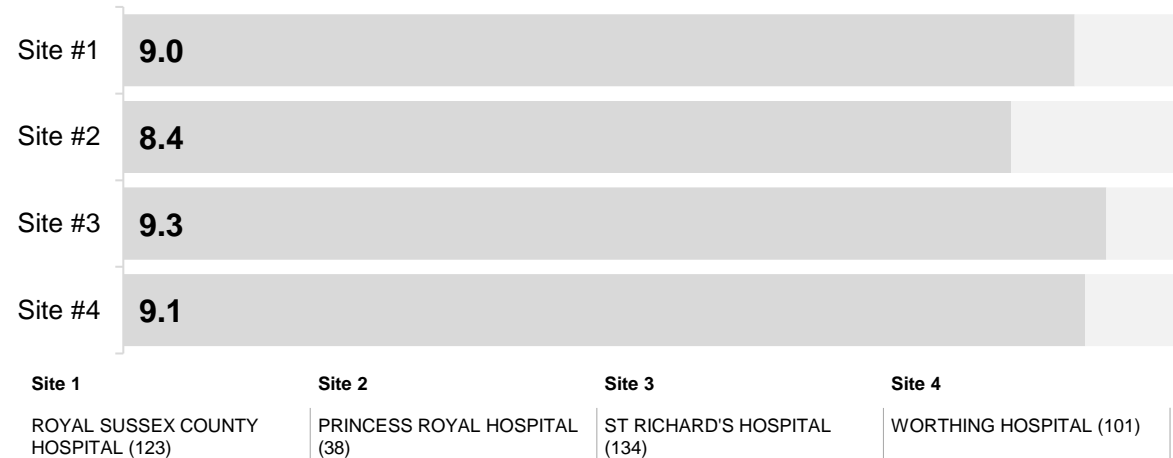 Site #1 9.0
Site #2 8.4
Site #3 9.3
Site #4 9.1
Site 1 Site 2 Site 3 Site 4
ROYAL SUSSEX COUNTY
HOSPITAL (123)
PRINCESS ROYAL HOSPITAL
(38)
ST RICHARD'S HOSPITAL
(134)
WORTHING HOSPITAL (101)